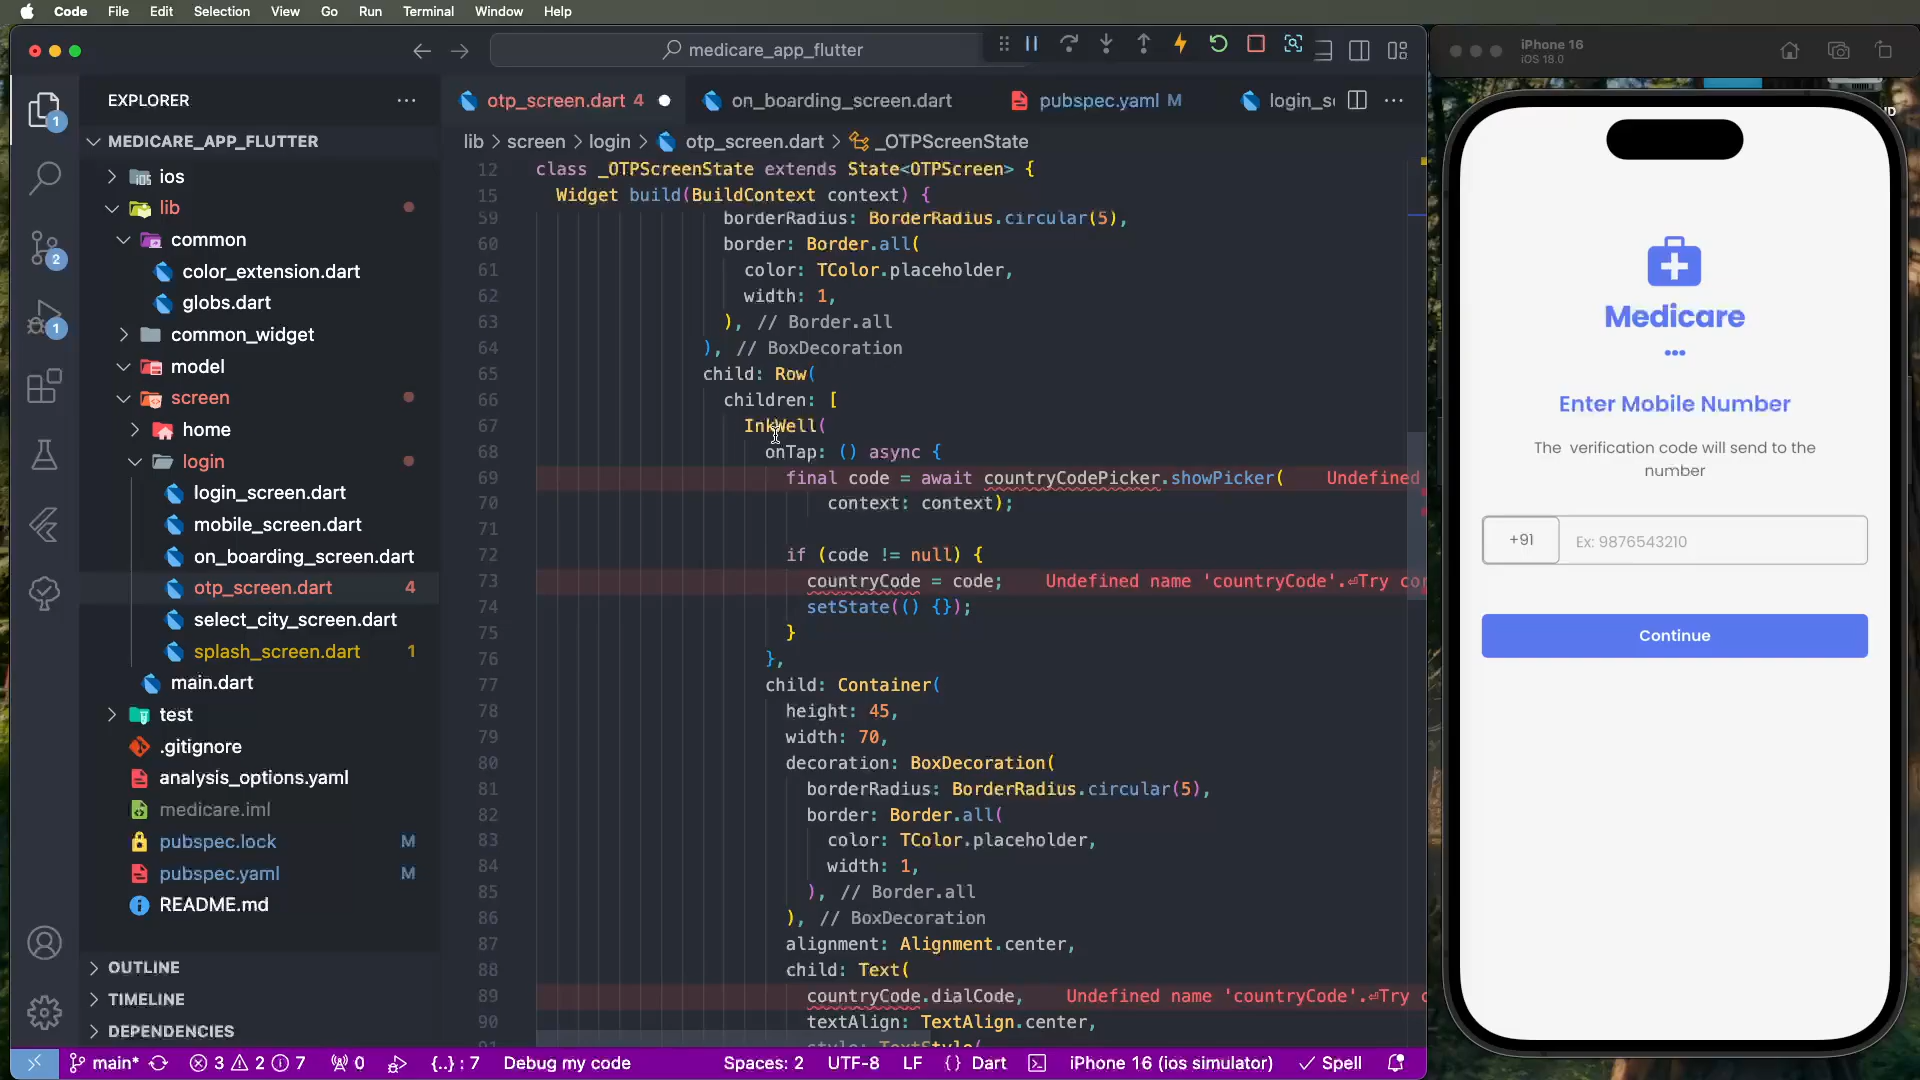 Code File Edit Selection View Go Run Terminal Window Help
medicare_app_flutter
EXPLORER
MEDICARE_APP_FLUTTER
ios
lib
common
color_extension.dart
globs.dart
common_widget
model
screen
home
login
login_screen.dart
mobile_screen.dart
on_boarding_screen.dart
otp_screen.dart 4
select_city_screen.dart
splash_screen.dart 1
main.dart
test
.gitignore
analysis_options.yaml
medicare.iml
pubspec.lock M
pubspec.yaml M
README.md
OUTLINE
TIMELINE
DEPENDENCIES
1
2
1
otp_screen.dart 4 on_boarding_screen.dart pubspec.yaml M login_s
lib > screen > login > otp_screen.dart > _OTPScreenState
12 class _OTPScreenState extends State<OTPScreen> {
15 Widget build(BuildContext context) {
59 borderRadius: BorderRadius.circular(5),
60 border: Border.all(
61 color: TColor.placeholder,
62 width: 1,
63 ), // Border.all
64 ), // BoxDecoration
65 child: Row(
66 children: [
67 InkWell(
68 onTap: () async {
69 final code = await countryCodePicker.showPicker( Undefined
70 context: context);
71
72 if (code != null) {
73 countryCode = code; Undefined name 'countryCode'.⏎Try co
74 setState(() {});
75 }
76 },
77 child: Container(
78 height: 45,
79 width: 70,
80 decoration: BoxDecoration(
81 borderRadius: BorderRadius.circular(5),
82 border: Border.all(
83 color: TColor.placeholder,
84 width: 1,
85 ), // Border.all
86 ), // BoxDecoration
87 alignment: Alignment.center,
88 child: Text(
89 countryCode.dialCode, Undefined name 'countryCode'.⏎Try c
90 textAlign: TextAlign.center,
91 style: TextStyle(
main* 3 2 7 0 {..} : 7 Debug my code Spaces: 2 UTF-8 LF {} Dart iPhone 16 (ios simulator) Spell
iPhone 16
iOS 18.0
Medicare
Enter Mobile Number
The verification code will send to the
number
+91 Ex: 9876543210
Continue